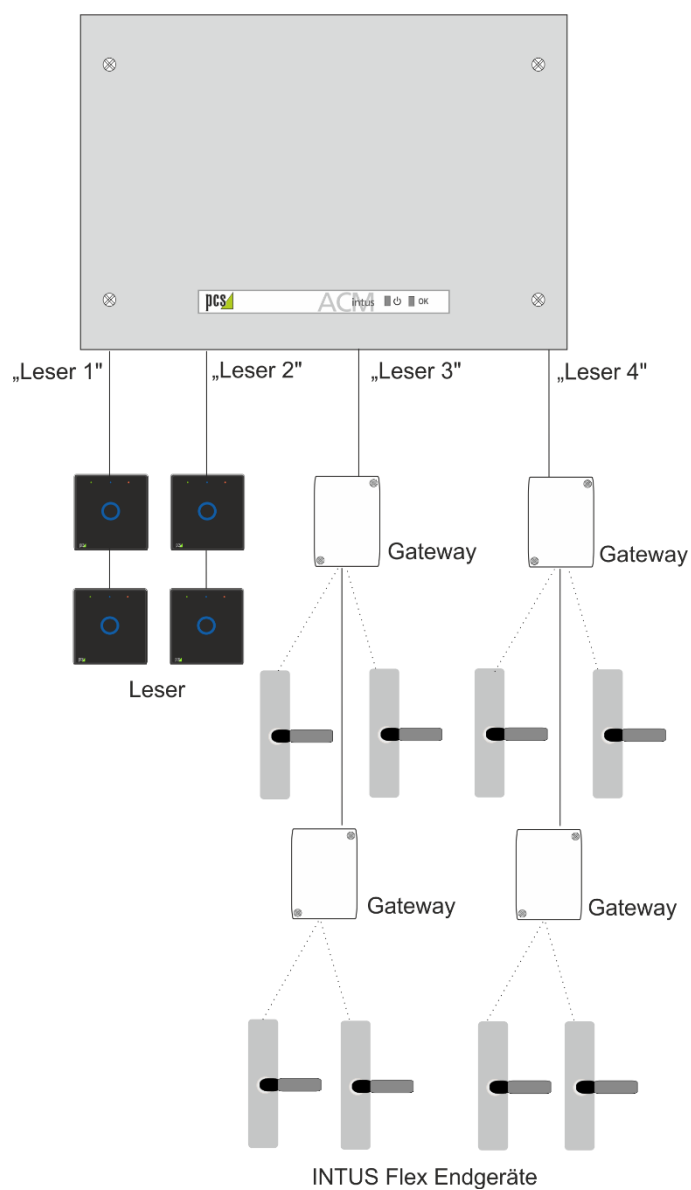 pcs
ACM
intus
OK
„Leser 1"
„Leser 2"
„Leser 3"
„Leser 4"
Gateway
Gateway
Leser
Gateway
Gateway
INTUS Flex Endgeräte